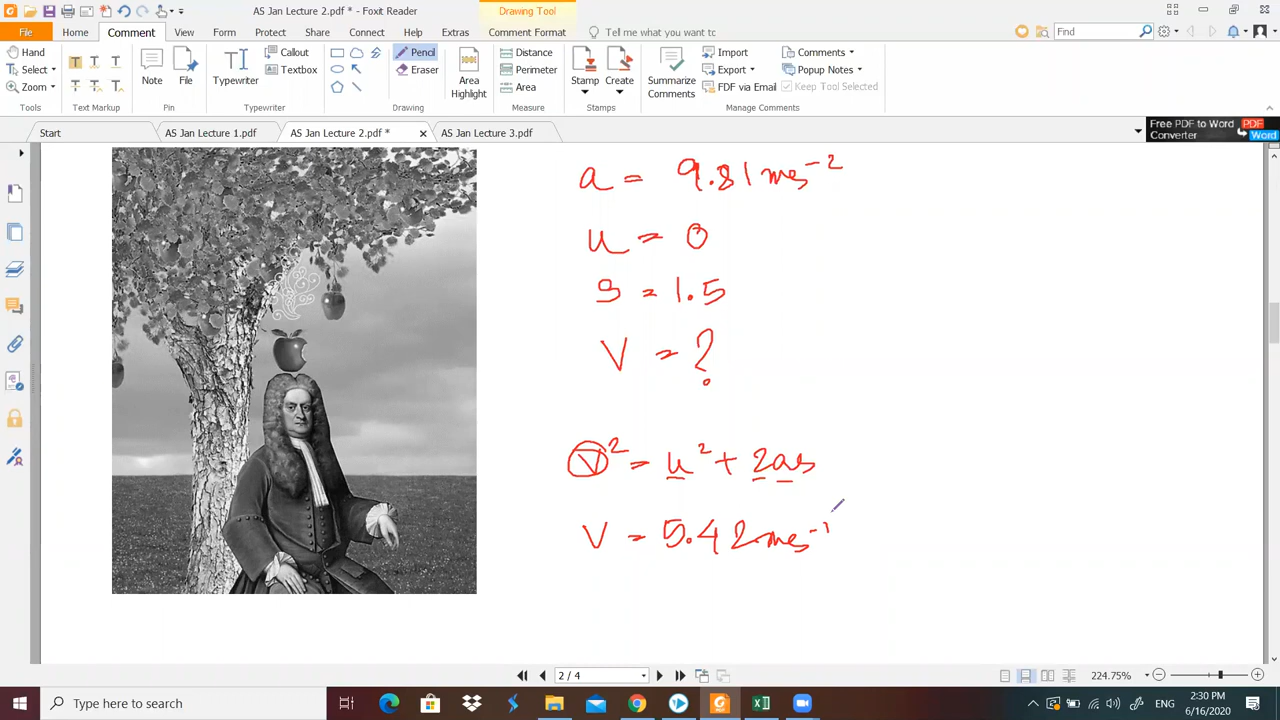 AS Jan Lecture 2.pdf * - Foxit Reader
Drawing Tool
File Home Comment View Form Protect Share Connect Help Extras Comment Format Tell me what you want tc Find
Hand
Select
Zoom
Tools
Text Markup
Note
File
Pin
Typewriter
Callout
Textbox
Typewriter
Pencil
Eraser
Drawing
Area Highlight
Distance
Perimeter
Area
Measure
Stamp
Create
Stamps
Summarize Comments
Import
Export
FDF via Email
Comments
Popup Notes
Keep Tool Selected
Manage Comments
Start AS Jan Lecture 1.pdf AS Jan Lecture 2.pdf * AS Jan Lecture 3.pdf
Free PDF to Word Converter
PDF
Word
a = 9.81 ms⁻²
u = 0
s = 1.5
V = ?
V² = u² + 2as
V = 5.42 ms⁻¹
2 / 4
224.75%
Type here to search
ENG
2:30 PM
6/16/2020